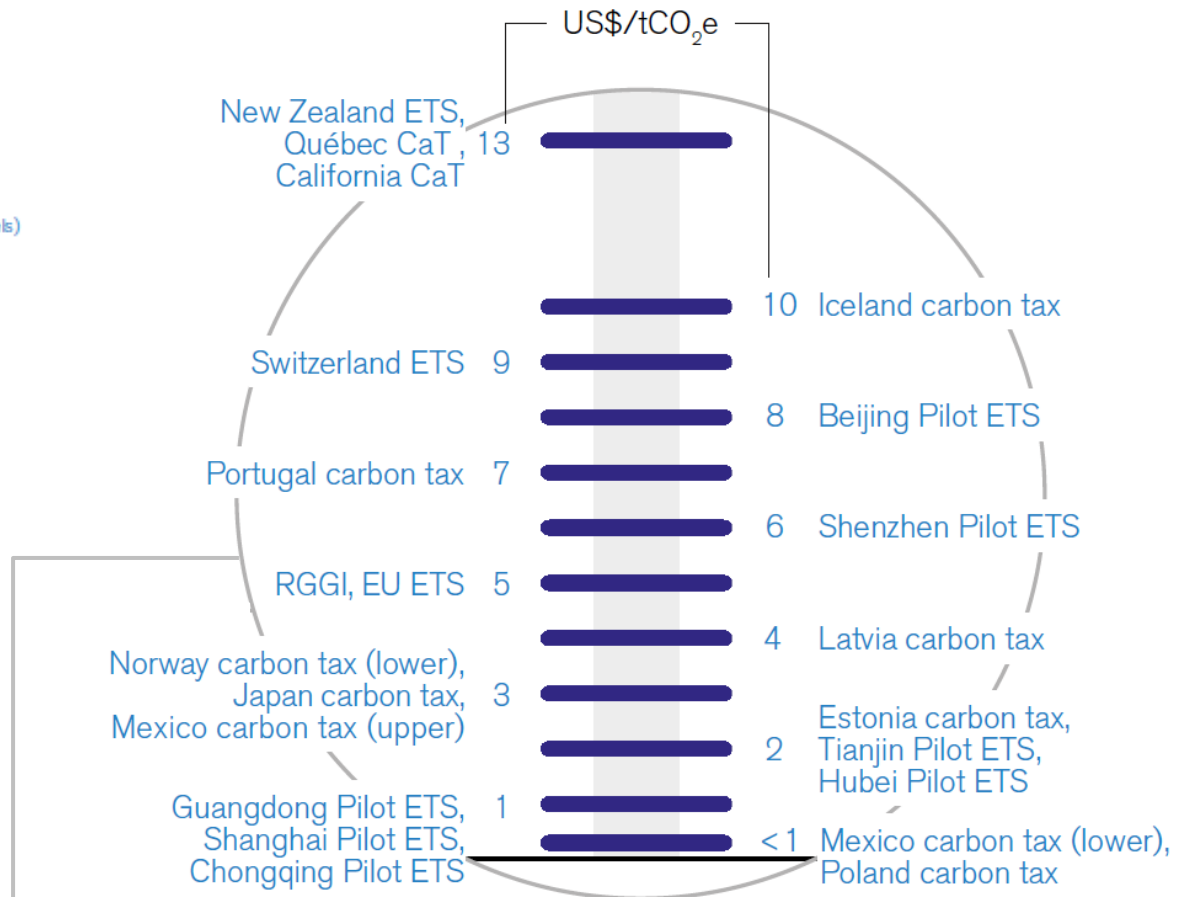 US$/tCO₂e
New Zealand ETS,
Québec CaT , 13
California CaT
10 Iceland carbon tax
Switzerland ETS 9
8 Beijing Pilot ETS
Portugal carbon tax 7
6 Shenzhen Pilot ETS
RGGI, EU ETS 5
4 Latvia carbon tax
Norway carbon tax (lower),
Japan carbon tax, 3
Mexico carbon tax (upper)
Estonia carbon tax,
2 Tianjin Pilot ETS,
Hubei Pilot ETS
Guangdong Pilot ETS, 1
Shanghai Pilot ETS,
Chongqing Pilot ETS
<1 Mexico carbon tax (lower),
Poland carbon tax